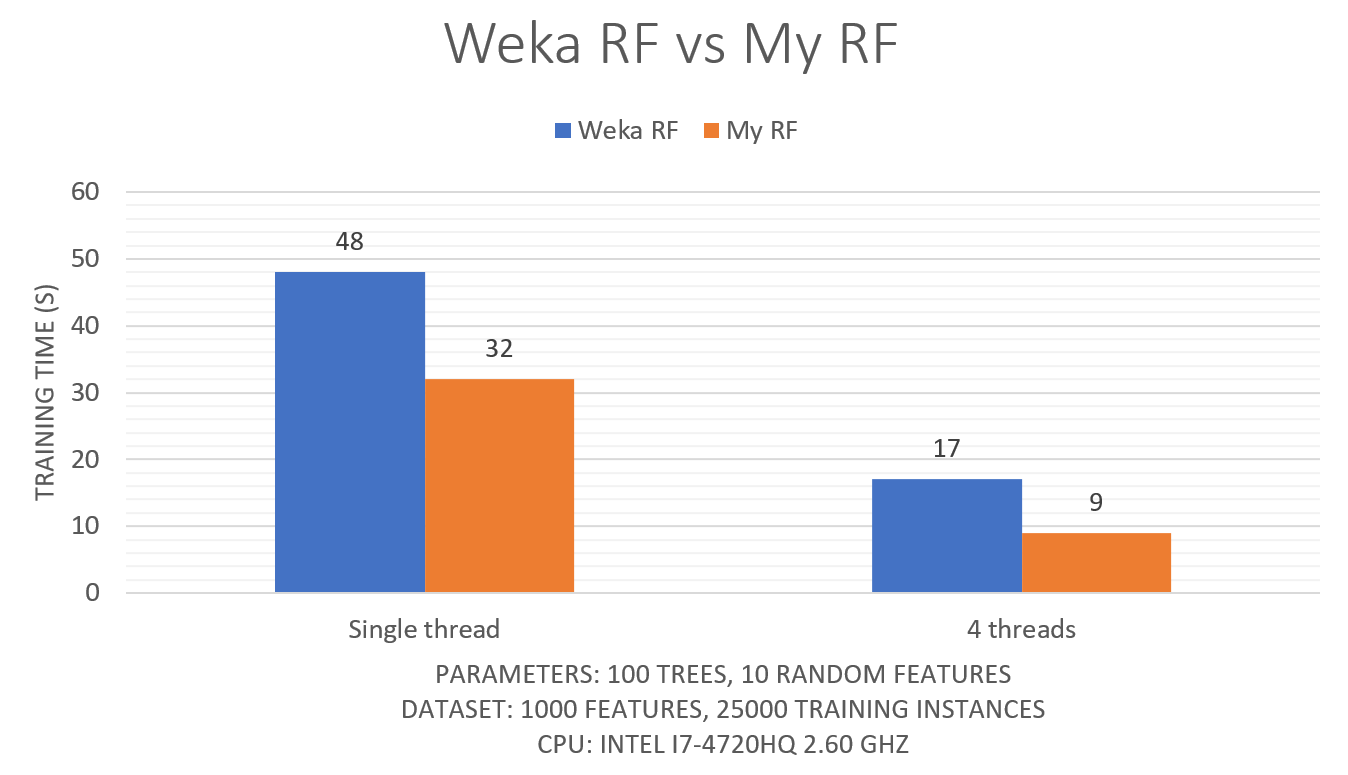 Weka RF vs My RF
Weka RF My RF
60
50
40
30
20
10
0
TRAINING TIME (S)
48
32
17
9
Single thread 4 threads
PARAMETERS: 100 TREES, 10 RANDOM FEATURES
DATASET: 1000 FEATURES, 25000 TRAINING INSTANCES
CPU: INTEL I7-4720HQ 2.60 GHZ